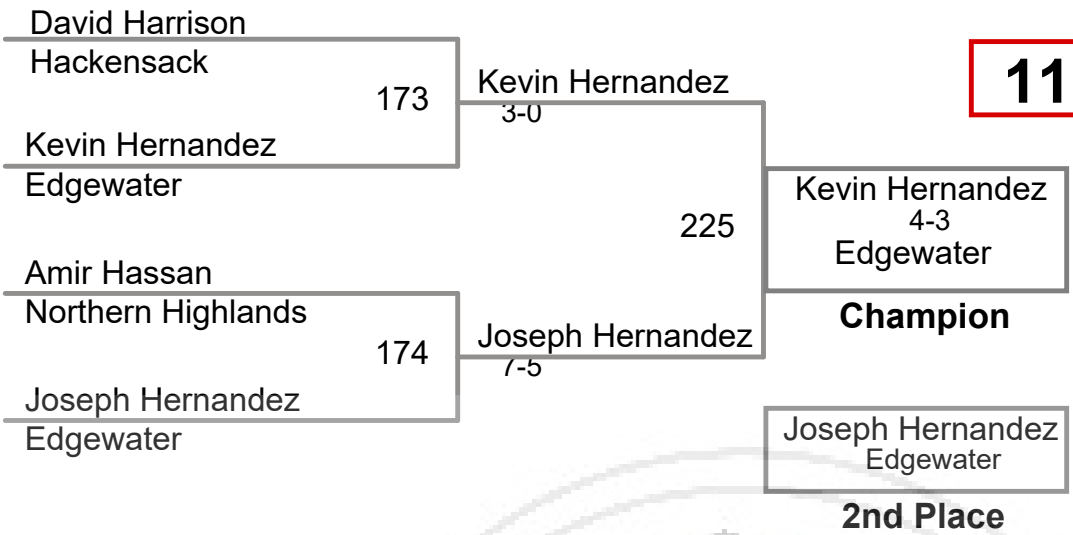 David Harrison
Hackensack
173
Kevin Hernandez
3-0
11
Kevin Hernandez
Edgewater
225
Kevin Hernandez
4-3
Edgewater
Champion
Amir Hassan
Northern Highlands
174
Joseph Hernandez
7-5
Joseph Hernandez
Edgewater
Joseph Hernandez
Edgewater
2nd Place